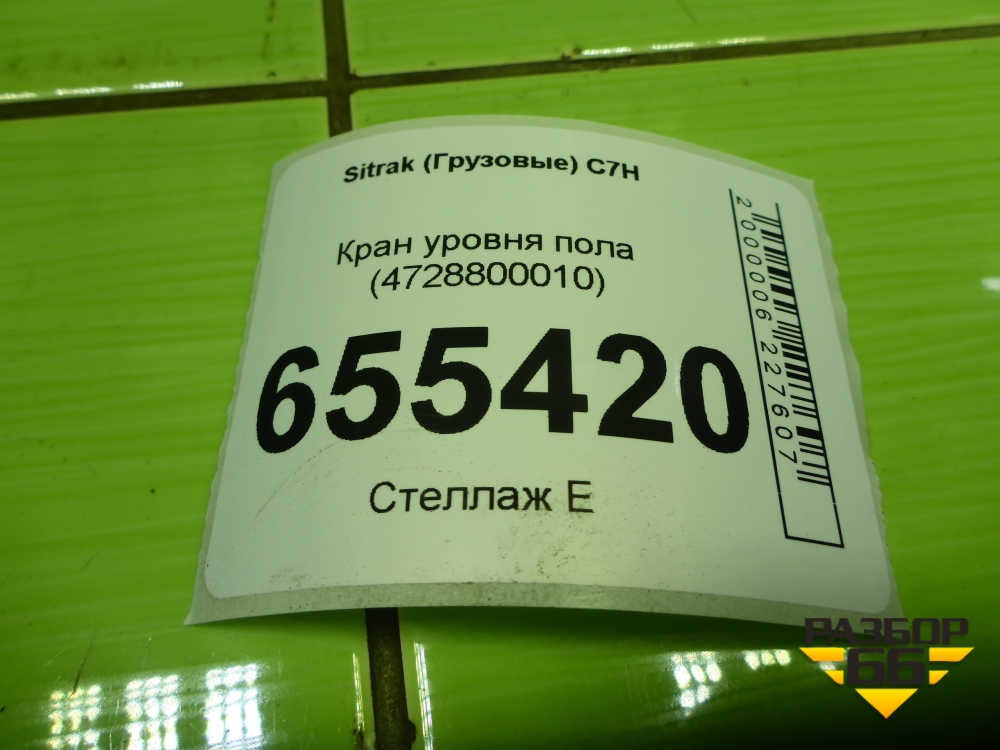 Sitrak (Грузовые) C7H
Кран уровня пола
(4728800010)
655420
Стеллаж Е
2000006227607
РАЗБОР
66